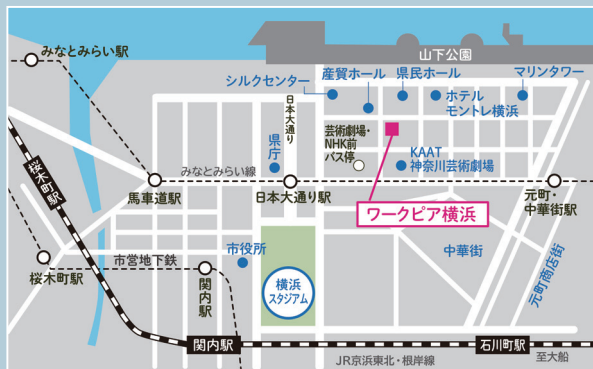 みなとみらい駅
山下公園
シルクセンター
産貿ホール
県民ホール
マリンタワー
ホテル
モントレ横浜
日本大通り
芸術劇場・
NHK前
バス停
県庁
KAAT
神奈川芸術劇場
みなとみらい線
桜木町駅
馬車道駅
日本大通り駅
元町・
中華街駅
ワークピア横浜
市役所
中華街
元町商店街
市営地下鉄
桜木町駅
関内駅
横浜
スタジアム
関内駅
石川町駅
JR京浜東北・根岸線
至大船